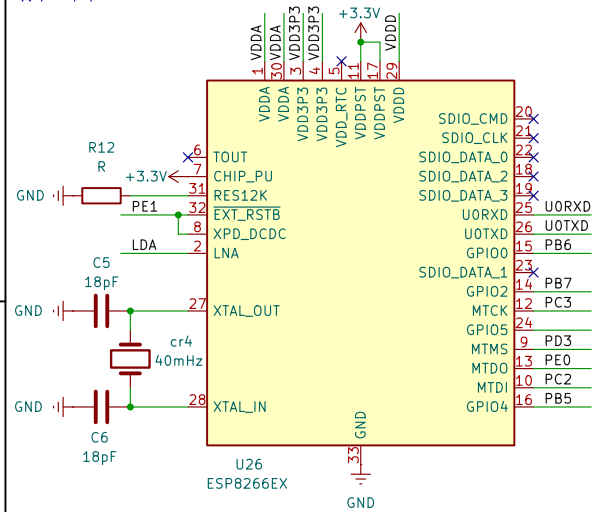 +3.3V
VDDA
VDDA
VDD3P3
VDD3P3
VDDD
1
30
3
4
5
11
17
29
VDDA
VDDA
VDD3P3
VDD3P3
VDD_RTC
VDDPST
VDDPST
VDDD
R12
R
GND
+3.3V
6 TOUT
7 CHIP_PU
31 RES12K
PE1 32 EXT_RSTB
8 XPD_DCDC
LDA 2 LNA
C5
18pF
GND
27 XTAL_OUT
cr4
40mHz
GND
28 XTAL_IN
C6
18pF
SDIO_CMD 20
SDIO_CLK 21
SDIO_DATA_0 22
SDIO_DATA_2 18
SDIO_DATA_3 19
U0RXD 25 U0RXD
U0TXD 26 U0TXD
GPIO0 15 PB6
SDIO_DATA_1 23
GPIO2 14 PB7
MTCK 12 PC3
GPIO5 24
MTMS 9 PD3
MTDO 13 PE0
MTDI 10 PC2
GPIO4 16 PB5
GND
33
U26
ESP8266EX
GND